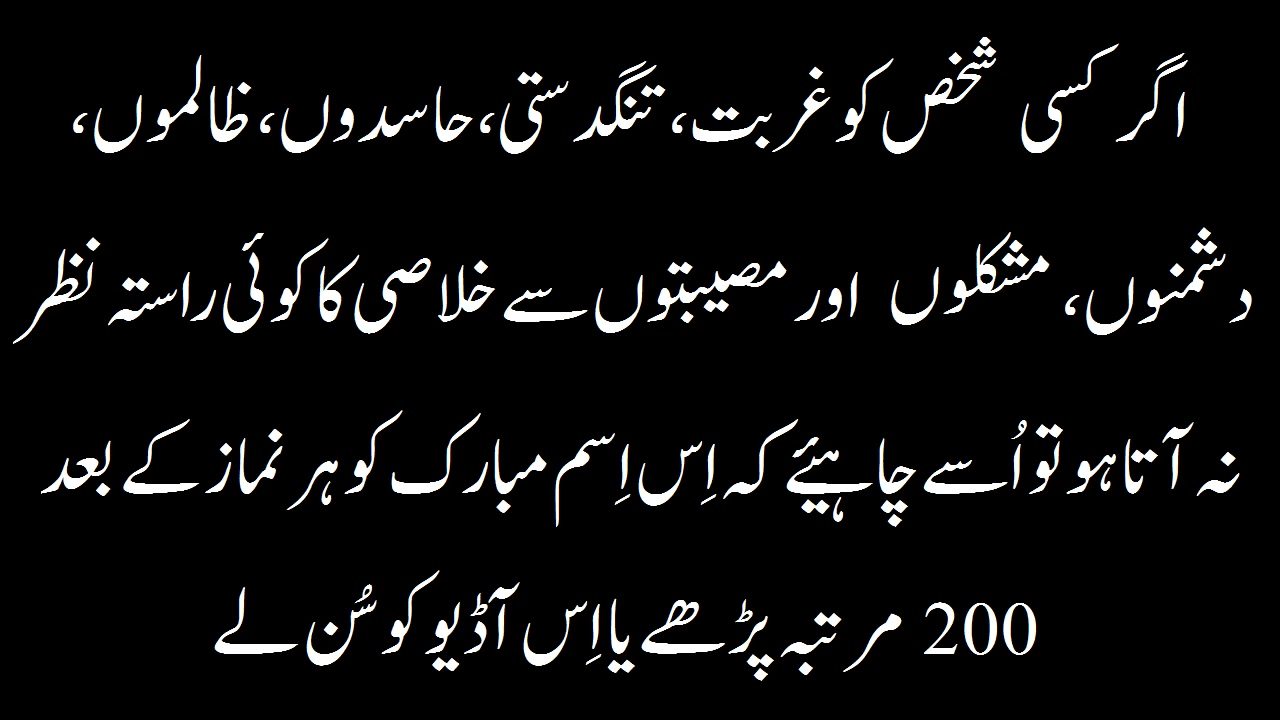 اگر کسی شخص کو غربت، تنگدستی،حاسدوں،ظالموں،
دشمنوں، مشکلوں اور مصیبتوں سے خلاصی کا کوئی راستہ نظر
نہ آتا ہو تو اُسے چاہیئے کہ اِس اِسم مبارک کو ہر نماز کے بعد
200 مرتبہ پڑھے یا اِس آڈیو کو سُن لے